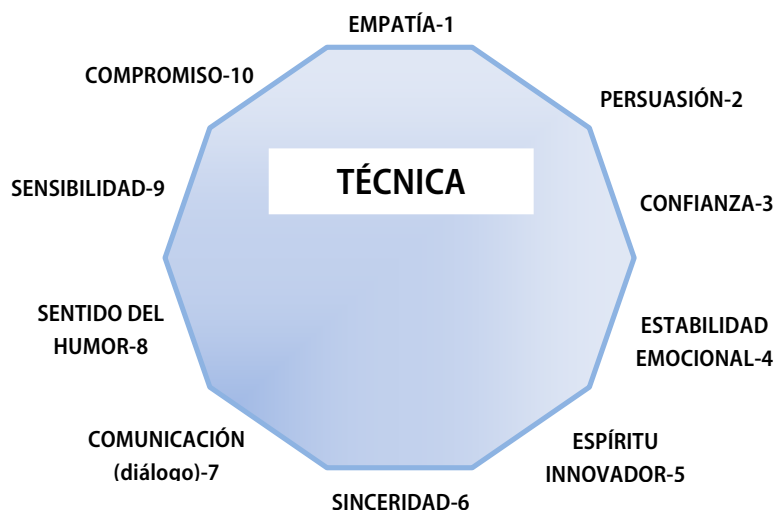 EMPATÍA-1
COMPROMISO-10
PERSUASIÓN-2
TÉCNICA
SENSIBILIDAD-9
CONFIANZA-3
SENTIDO DEL
HUMOR-8
ESTABILIDAD
EMOCIONAL-4
COMUNICACIÓN
(diálogo)-7
ESPÍRITU
INNOVADOR-5
SINCERIDAD-6